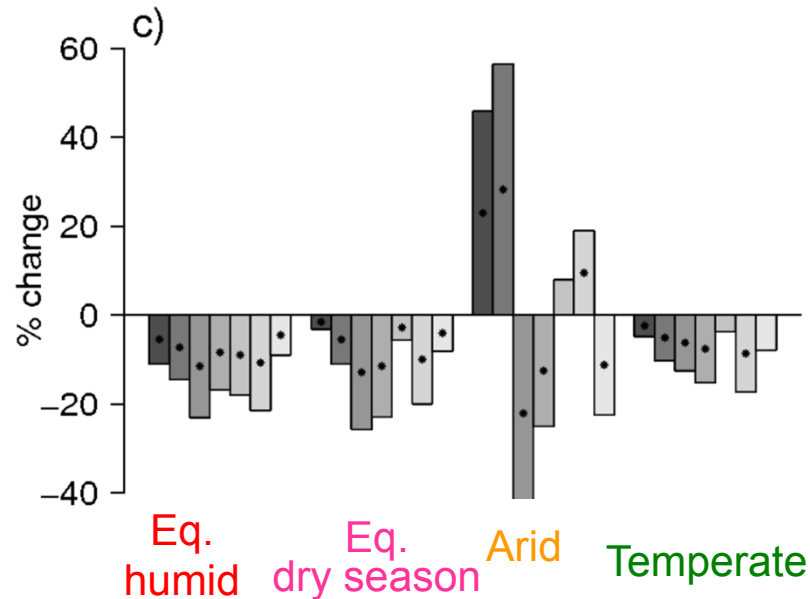 c)
60
40
20
0
−20
−40
% change
Eq.
humid
Eq.
dry season
Arid
Temperate